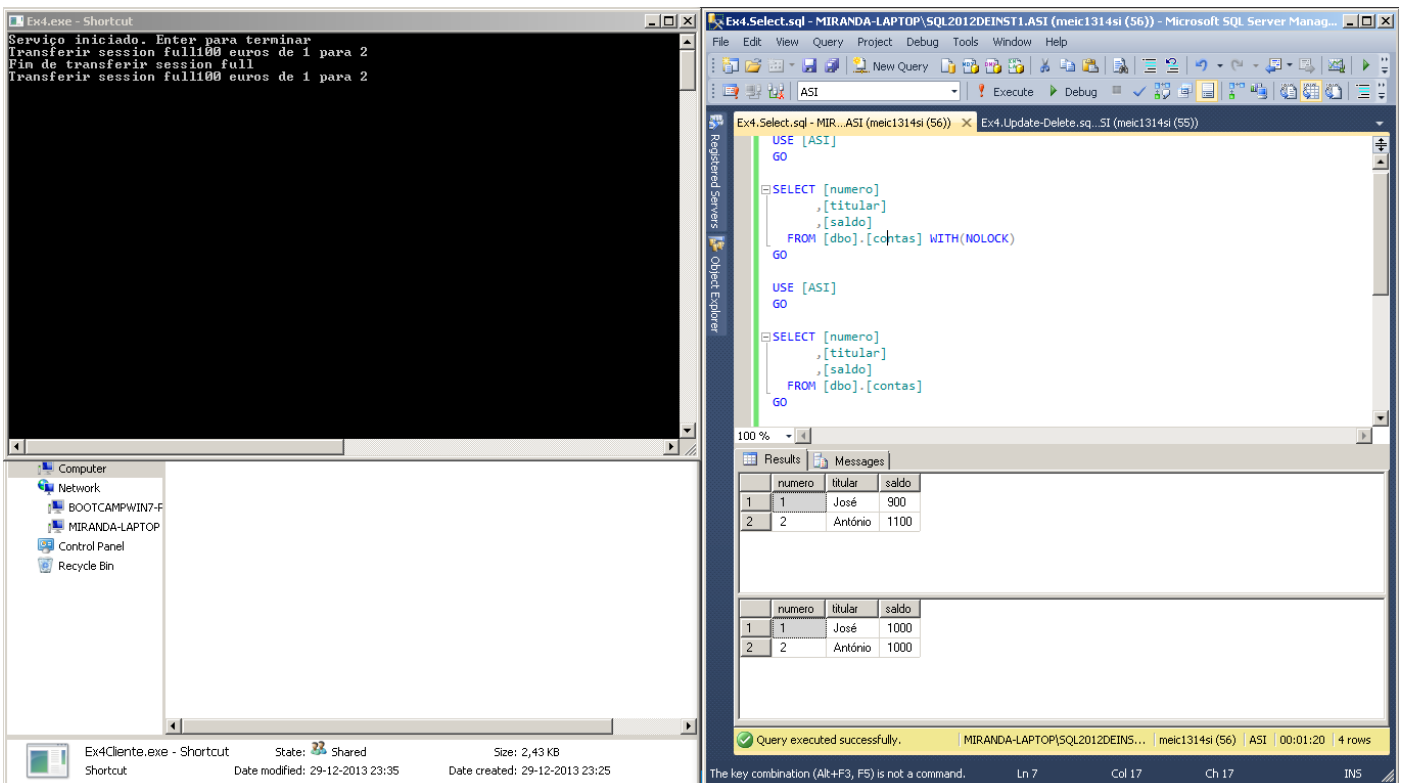 Ex4.exe - Shortcut
Serviço iniciado. Enter para terminar
Transferir session full100 euros de 1 para 2
Fim de transferir session full
Transferir session full100 euros de 1 para 2
Computer
Network
BOOTCAMPWIN7-F
MIRANDA-LAPTOP
Control Panel
Recycle Bin
Ex4Cliente.exe - Shortcut State: Shared Size: 2,43 KB
Shortcut Date modified: 29-12-2013 23:35 Date created: 29-12-2013 23:25
Ex4.Select.sql - MIRANDA-LAPTOP\SQL2012DEINST1.ASI (meic1314si (56)) - Microsoft SQL Server Manag...
File Edit View Query Project Debug Tools Window Help
New Query
ASI Execute Debug
Ex4.Select.sql - MIR...ASI (meic1314si (56)) Ex4.Update-Delete.sq...SI (meic1314si (55))
Registered Servers
Object Explorer
USE [ASI]
GO
SELECT [numero]
,[titular]
,[saldo]
FROM [dbo].[contas] WITH(NOLOCK)
GO
USE [ASI]
GO
SELECT [numero]
,[titular]
,[saldo]
FROM [dbo].[contas]
GO
100 %
Results Messages
numero titular saldo
1 1 José 900
2 2 António 1100
numero titular saldo
1 1 José 1000
2 2 António 1000
Query executed successfully. MIRANDA-LAPTOP\SQL2012DEINS... meic1314si (56) ASI 00:01:20 4 rows
The key combination (Alt+F3, F5) is not a command. Ln 7 Col 17 Ch 17 INS